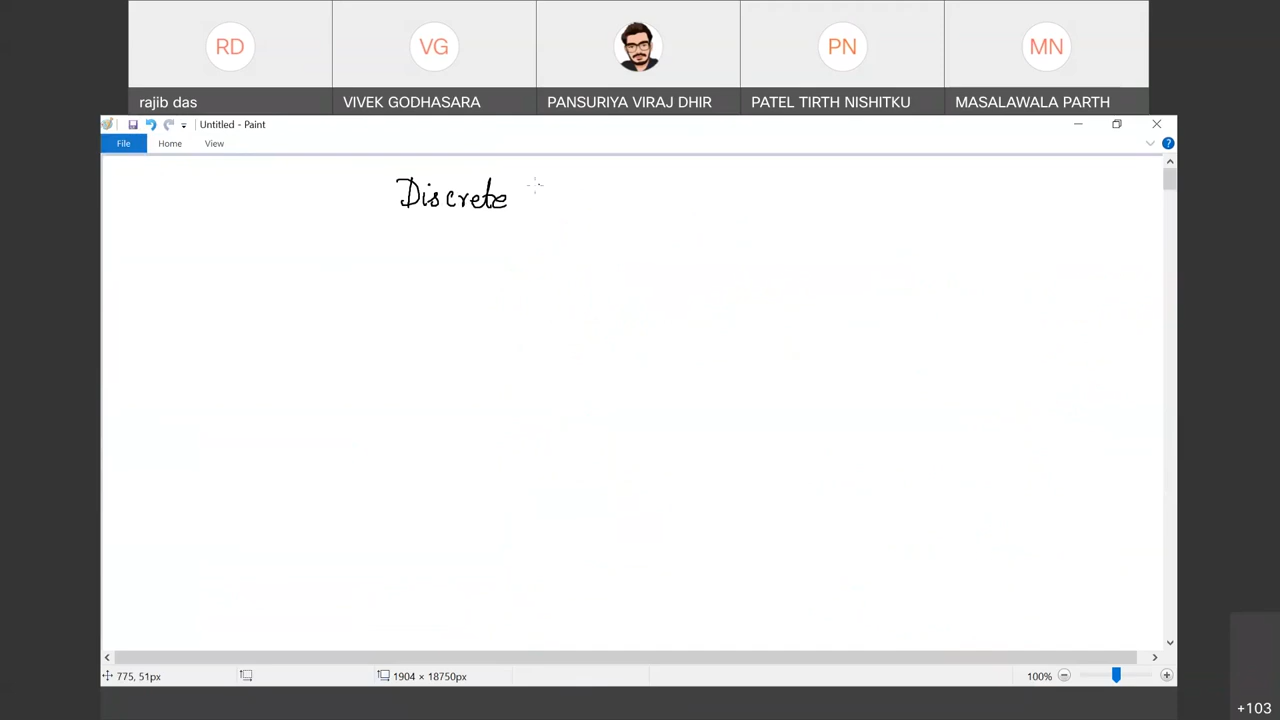 RD VG PN MN
rajib das VIVEK GODHASARA PANSURIYA VIRAJ DHIR PATEL TIRTH NISHITKU MASALAWALA PARTH
Untitled - Paint
File Home View ?
Discrete
775, 51px 1904 × 18750px 100%
+103